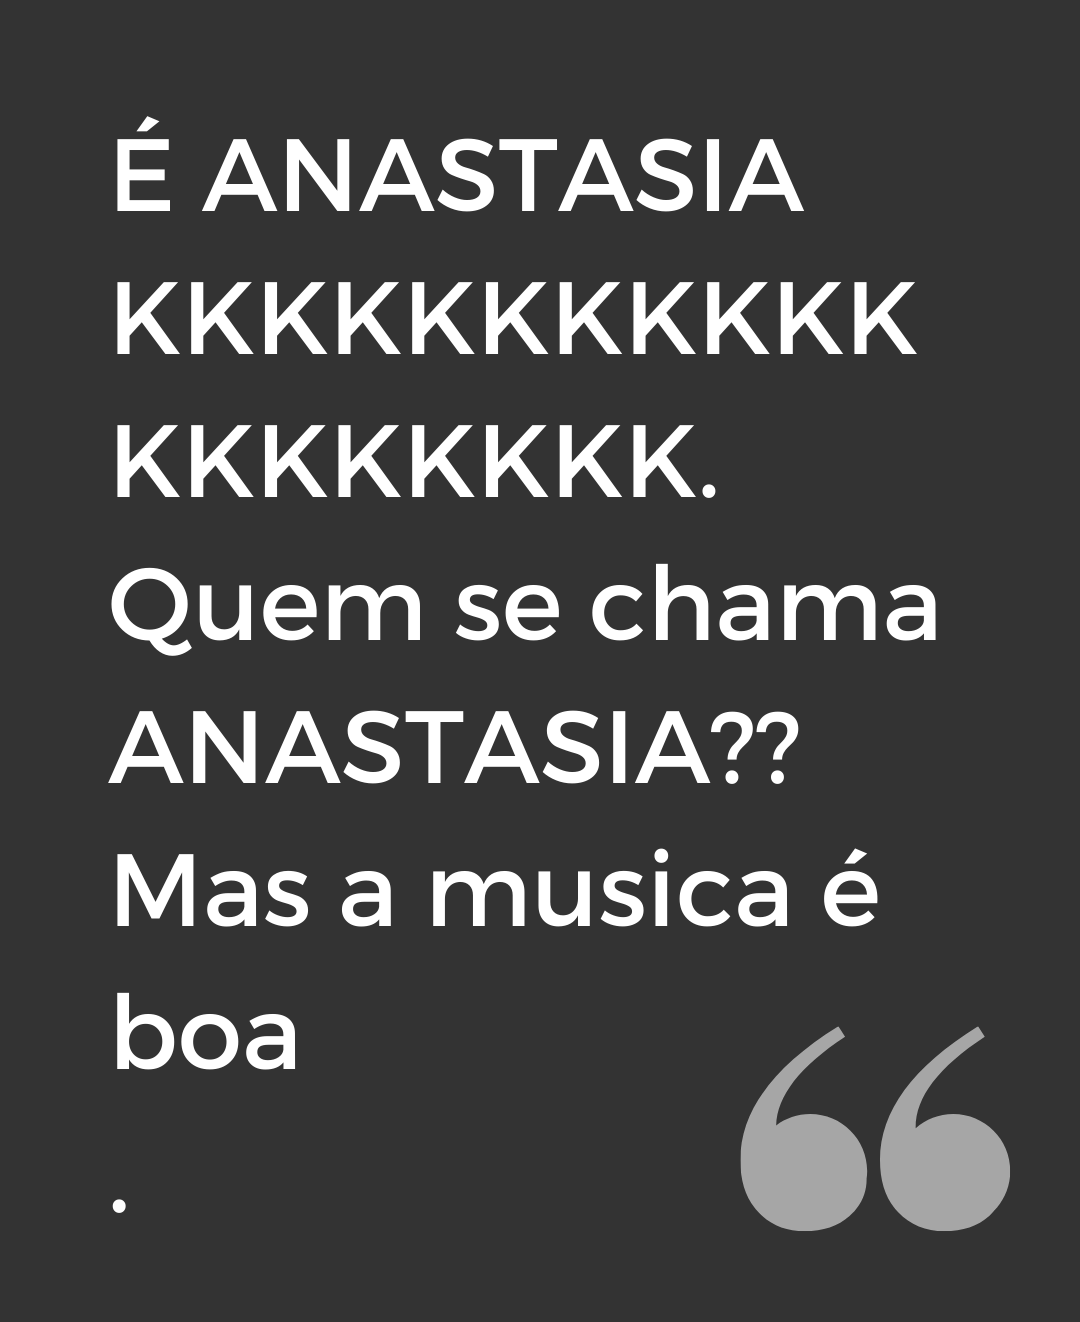 É ANASTASIA
KKKKKKKKKKK
KKKKKKKK.
Quem se chama
ANASTASIA??
Mas a musica é
boa
.